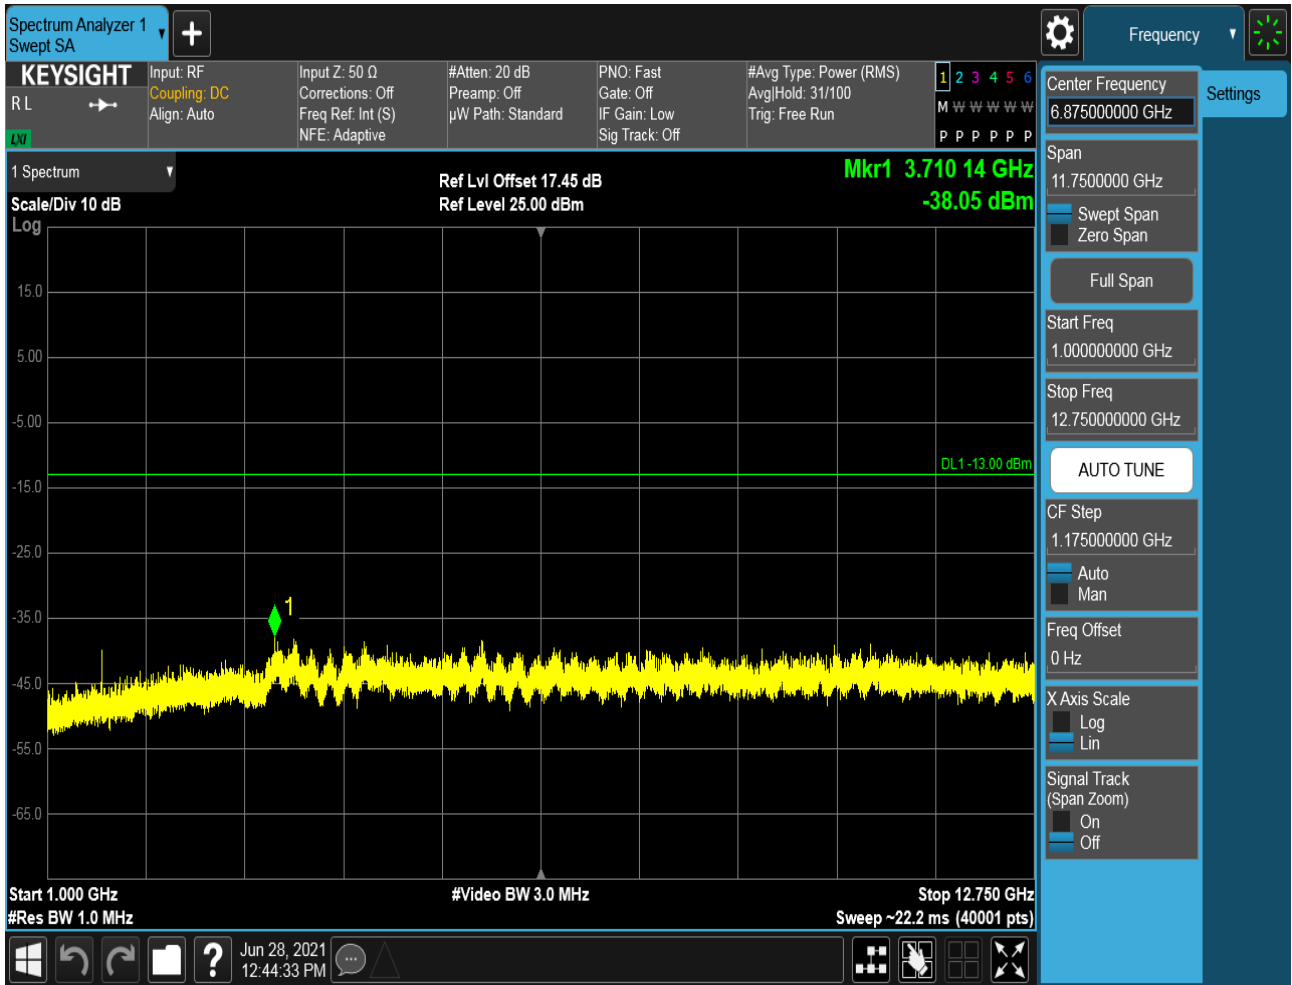 Spectrum Analyzer 1
Swept SA
+
Frequency
KEYSIGHT
R L
LXI
Input: RF
Coupling: DC
Align: Auto
Input Z: 50 Ω
Corrections: Off
Freq Ref: Int (S)
NFE: Adaptive
#Atten: 20 dB
Preamp: Off
µW Path: Standard
PNO: Fast
Gate: Off
IF Gain: Low
Sig Track: Off
#Avg Type: Power (RMS)
Avg|Hold: 31/100
Trig: Free Run
1 2 3 4 5 6
M W W W W W
P P P P P P
1 Spectrum
Scale/Div 10 dB
Log
Ref Lvl Offset 17.45 dB
Ref Level 25.00 dBm
Mkr1 3.710 14 GHz
-38.05 dBm
15.0
5.00
-5.00
DL1 -13.00 dBm
-15.0
-25.0
1
-35.0
-45.0
-55.0
-65.0
Start 1.000 GHz
#Res BW 1.0 MHz
#Video BW 3.0 MHz
Stop 12.750 GHz
Sweep ~22.2 ms (40001 pts)
Settings
Center Frequency
6.875000000 GHz
Span
11.7500000 GHz
Swept Span
Zero Span
Full Span
Start Freq
1.000000000 GHz
Stop Freq
12.750000000 GHz
AUTO TUNE
CF Step
1.175000000 GHz
Auto
Man
Freq Offset
0 Hz
X Axis Scale
Log
Lin
Signal Track
(Span Zoom)
On
Off
?
Jun 28, 2021
12:44:33 PM